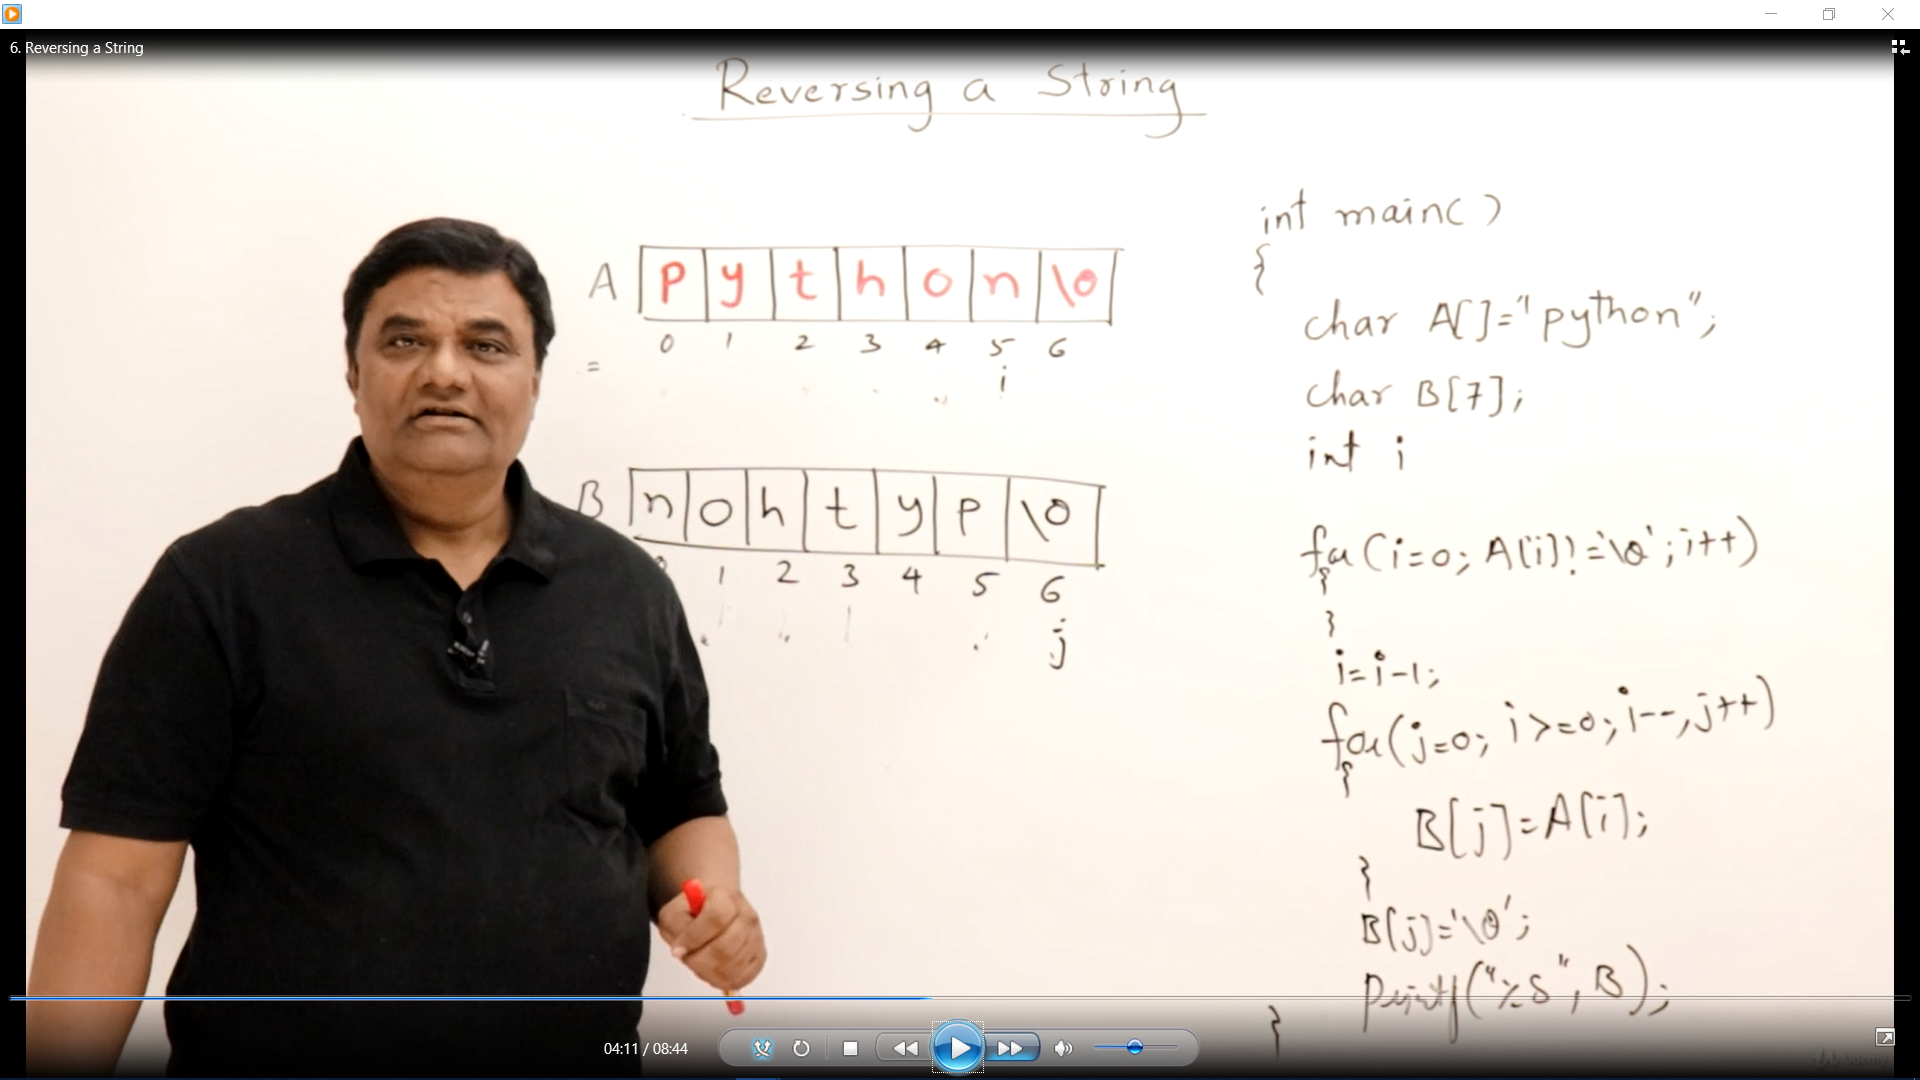 6. Reversing a String
Reversing a String
A p y t h o n \0
0 1 2 3 4 5 6
i
B n o h t y p \0
0 1 2 3 4 5 6
j
int main()
{
char A[]="python";
char B[7];
int i
for(i=0; A[i]!='\0'; i++)
{
}
i=i-1;
for(j=0; i>=0; i--, j++)
{
B[j]=A[i];
}
B[j]='\0';
printf("%s", B);
}
04:11 / 08:44
Udemy